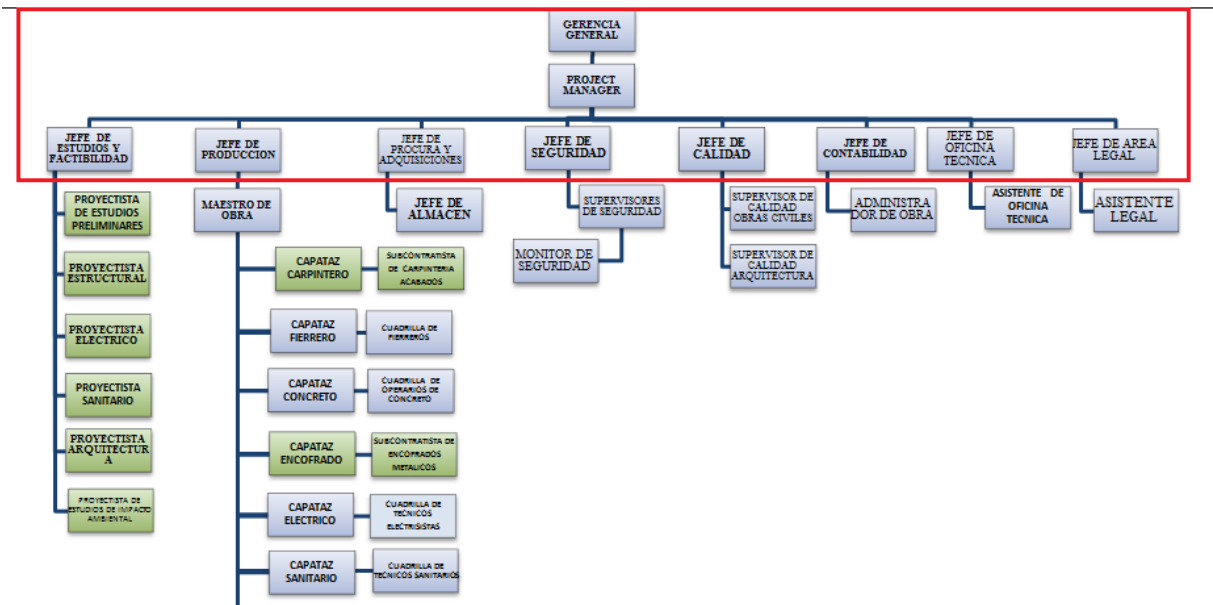 GERENCIA
GENERAL
PROJECT
MANAGER
JEFE DE
ESTUDIOS Y
FACTIBILIDAD
JEFE DE
PRODUCCION
JEFE DE
PROCURA Y
ADQUISICIONES
JEFE DE
SEGURIDAD
JEFE DE
CALIDAD
JEFE DE
CONTABILIDAD
JEFE DE
OFICINA
TECNICA
JEFE DE AREA
LEGAL
PROYECTISTA
DE ESTUDIOS
PRELIMINARES
MAESTRO DE
OBRA
JEFE DE
ALMACEN
SUPERVISORES
DE SEGURIDAD
SUPERVISOR DE
CALIDAD
OBRAS CIVILES
ADMINISTRA
DOR DE OBRA
ASISTENTE DE
OFICINA
TECNICA
ASISTENTE
LEGAL
PROYECTISTA
ESTRUCTURAL
CAPATAZ
CARPINTERO
SUBCONTRATISTA
DE CARPINTERIA
ACABADOS
MONITOR DE
SEGURIDAD
SUPERVISOR DE
CALIDAD
ARQUITECTURA
PROYECTISTA
ELECTRICO
CAPATAZ
FIERRERO
CUADRILLA DE
FIERREROS
PROYECTISTA
SANITARIO
CAPATAZ
CONCRETO
CUADRILLA DE
OPERARIOS DE
CONCRETO
PROYECTISTA
ARQUITECTUR
A
CAPATAZ
ENCOFRADO
SUBCONTRATISTA DE
ENCOFRADOS
METALICOS
PROYECTISTA DE
ESTUDIOS DE IMPACTO
AMBIENTAL
CAPATAZ
ELECTRICO
CUADRILLA DE
TECNICOS
ELECTRISISTAS
CAPATAZ
SANITARIO
CUADRILLA DE
TECNICOS SANITARIOS